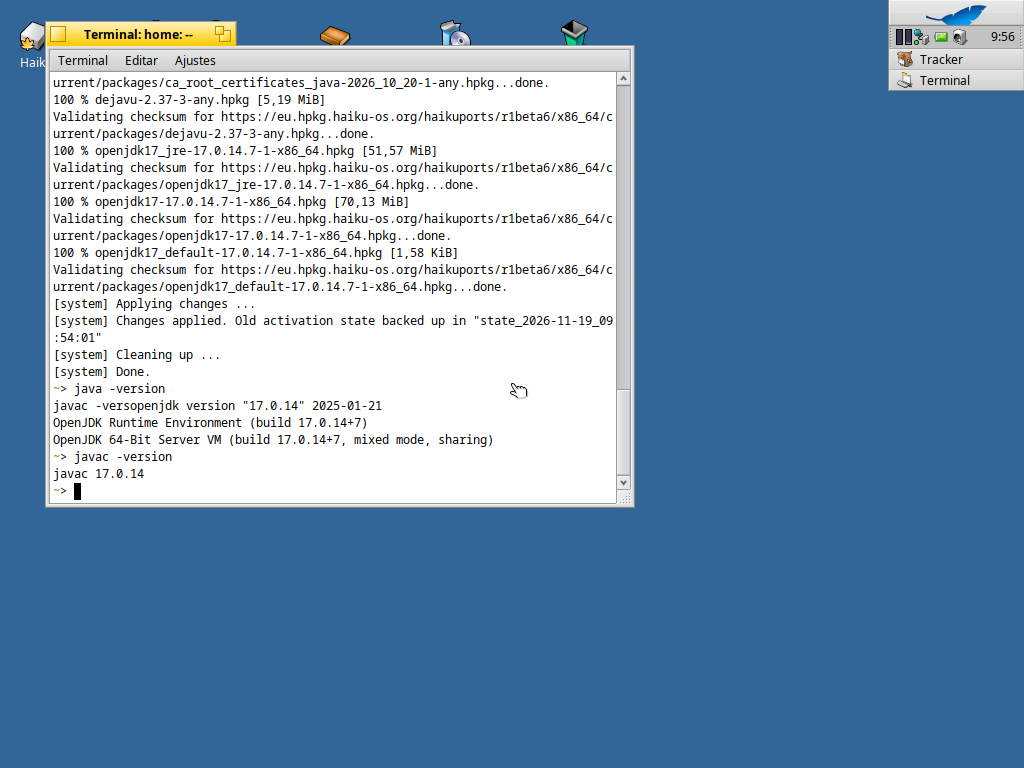 Terminal: home: --
Haik
9:56
Tracker
Terminal
Terminal Editar Ajustes
urrent/packages/ca_root_certificates_java-2026_10_20-1-any.hpkg...done.
100 % dejavu-2.37-3-any.hpkg [5,19 MiB]
Validating checksum for https://eu.hpkg.haiku-os.org/haikuports/r1beta6/x86_64/c
urrent/packages/dejavu-2.37-3-any.hpkg...done.
100 % openjdk17_jre-17.0.14.7-1-x86_64.hpkg [51,57 MiB]
Validating checksum for https://eu.hpkg.haiku-os.org/haikuports/r1beta6/x86_64/c
urrent/packages/openjdk17_jre-17.0.14.7-1-x86_64.hpkg...done.
100 % openjdk17-17.0.14.7-1-x86_64.hpkg [70,13 MiB]
Validating checksum for https://eu.hpkg.haiku-os.org/haikuports/r1beta6/x86_64/c
urrent/packages/openjdk17-17.0.14.7-1-x86_64.hpkg...done.
100 % openjdk17_default-17.0.14.7-1-x86_64.hpkg [1,58 KiB]
Validating checksum for https://eu.hpkg.haiku-os.org/haikuports/r1beta6/x86_64/c
urrent/packages/openjdk17_default-17.0.14.7-1-x86_64.hpkg...done.
[system] Applying changes ...
[system] Changes applied. Old activation state backed up in "state_2026-11-19_09
:54:01"
[system] Cleaning up ...
[system] Done.
~> java -version
javac -versopenjdk version "17.0.14" 2025-01-21
OpenJDK Runtime Environment (build 17.0.14+7)
OpenJDK 64-Bit Server VM (build 17.0.14+7, mixed mode, sharing)
~> javac -version
javac 17.0.14
~>